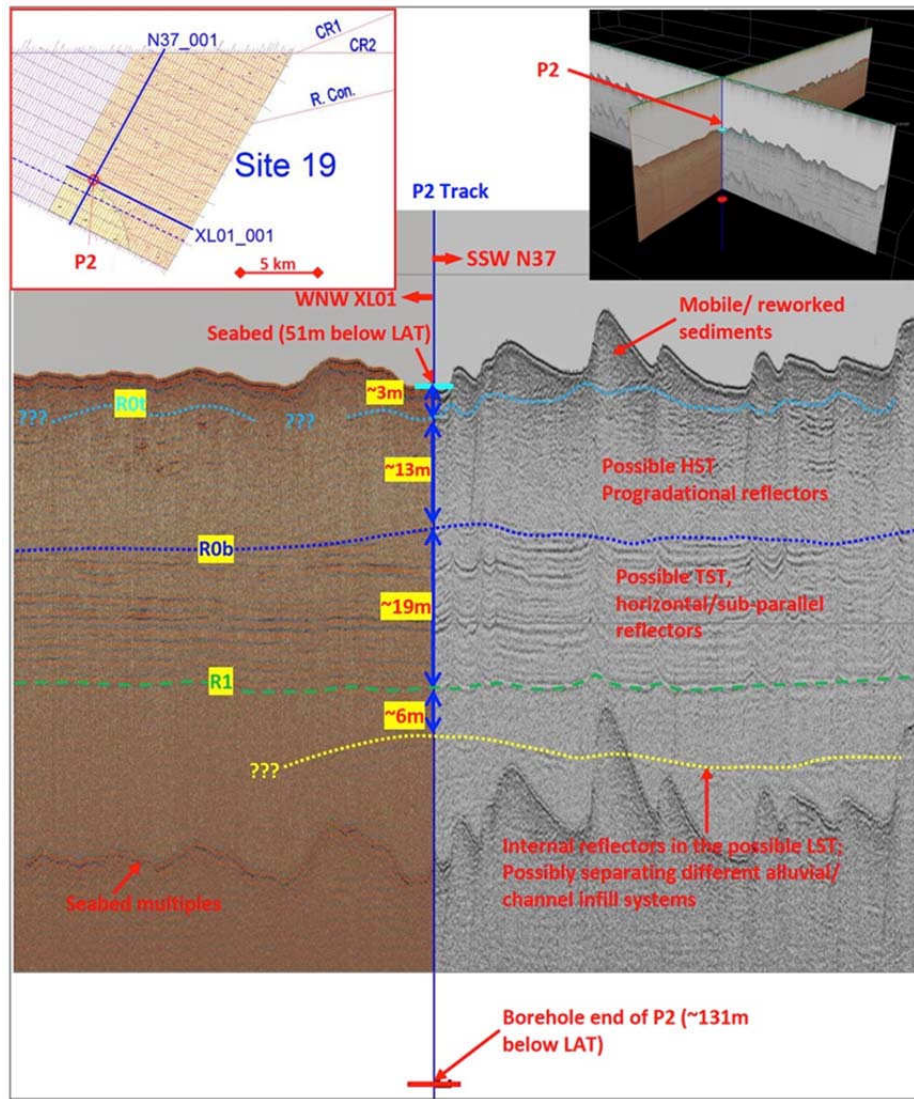 N37_001
CR1
CR2
R. Con.
Site 19
XL01_001
P2
5 km
P2
P2 Track
SSW N37
WNW XL01
Seabed (51m below LAT)
Mobile/ reworked
sediments
~3m
???
R0t
???
~13m
Possible HST
Progradational reflectors
R0b
Possible TST,
horizontal/sub-parallel
reflectors
~19m
R1
~6m
???
Internal reflectors in the possible LST;
Possibly separating different alluvial/
channel infill systems
Seabed multiples
Borehole end of P2 (~131m
below LAT)